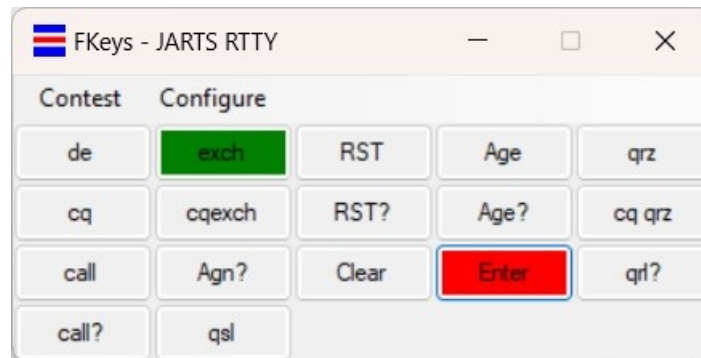 FKeys - JARTS RTTY
Contest Configure
de exch RST Age qrz
cq cqexch RST? Age? cq qrz
call Agn? Clear Enter qrl?
call? qsl